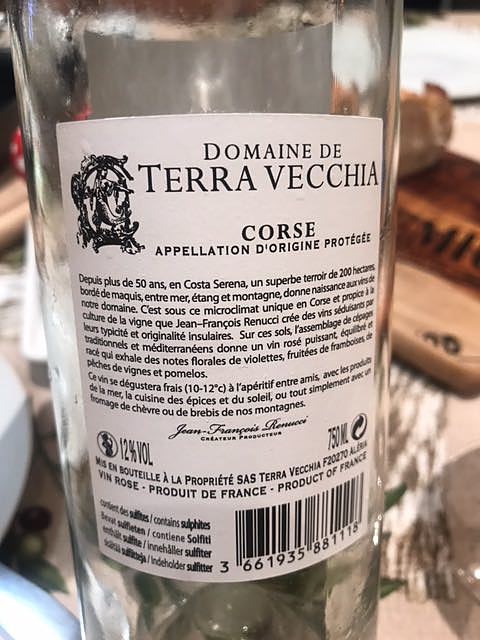 DOMAINE DE
TERRA VECCHIA
CORSE
APPELLATION D'ORIGINE PROTÉGÉE
Depuis plus de 50 ans, en Costa Serena, un superbe terroir de 200 hectares,
bordé de maquis, entre mer, étang et montagne, donne naissance aux vins de
notre domaine. C'est sous ce microclimat unique en Corse et propice à la
culture de la vigne que Jean-François Renucci crée des vins séduisants par
leurs typicité et originalité insulaires. Sur ces sols, l'assemblage de cépages
traditionnels et méditerranéens donne un vin rosé puissant, équilibré et
racé qui exhale des notes florales de violettes, fruitées de framboises, de
pêches de vignes et pomelos.
Ce vin se dégustera frais (10-12°c) à l'apéritif entre amis, avec les produits
de la mer, la cuisine des épices et du soleil, ou tout simplement avec un
fromage de chèvre ou de brebis de nos montagnes.
Jean-François Renucci
CRÉATEUR PRODUCTEUR
12% VOL
750 ML
MIS EN BOUTEILLE À LA PROPRIÉTÉ SAS TERRA VECCHIA F20270 ALÉRIA
VIN ROSE - PRODUIT DE FRANCE - PRODUCT OF FRANCE
contient des sulfites / contains sulphites
Bevat sulfieten / contiene Solfiti
enthält sulfite / innehåller sulfiter
sisältää sulfiitteja / Indeholder sulfitter
3 661935 881118